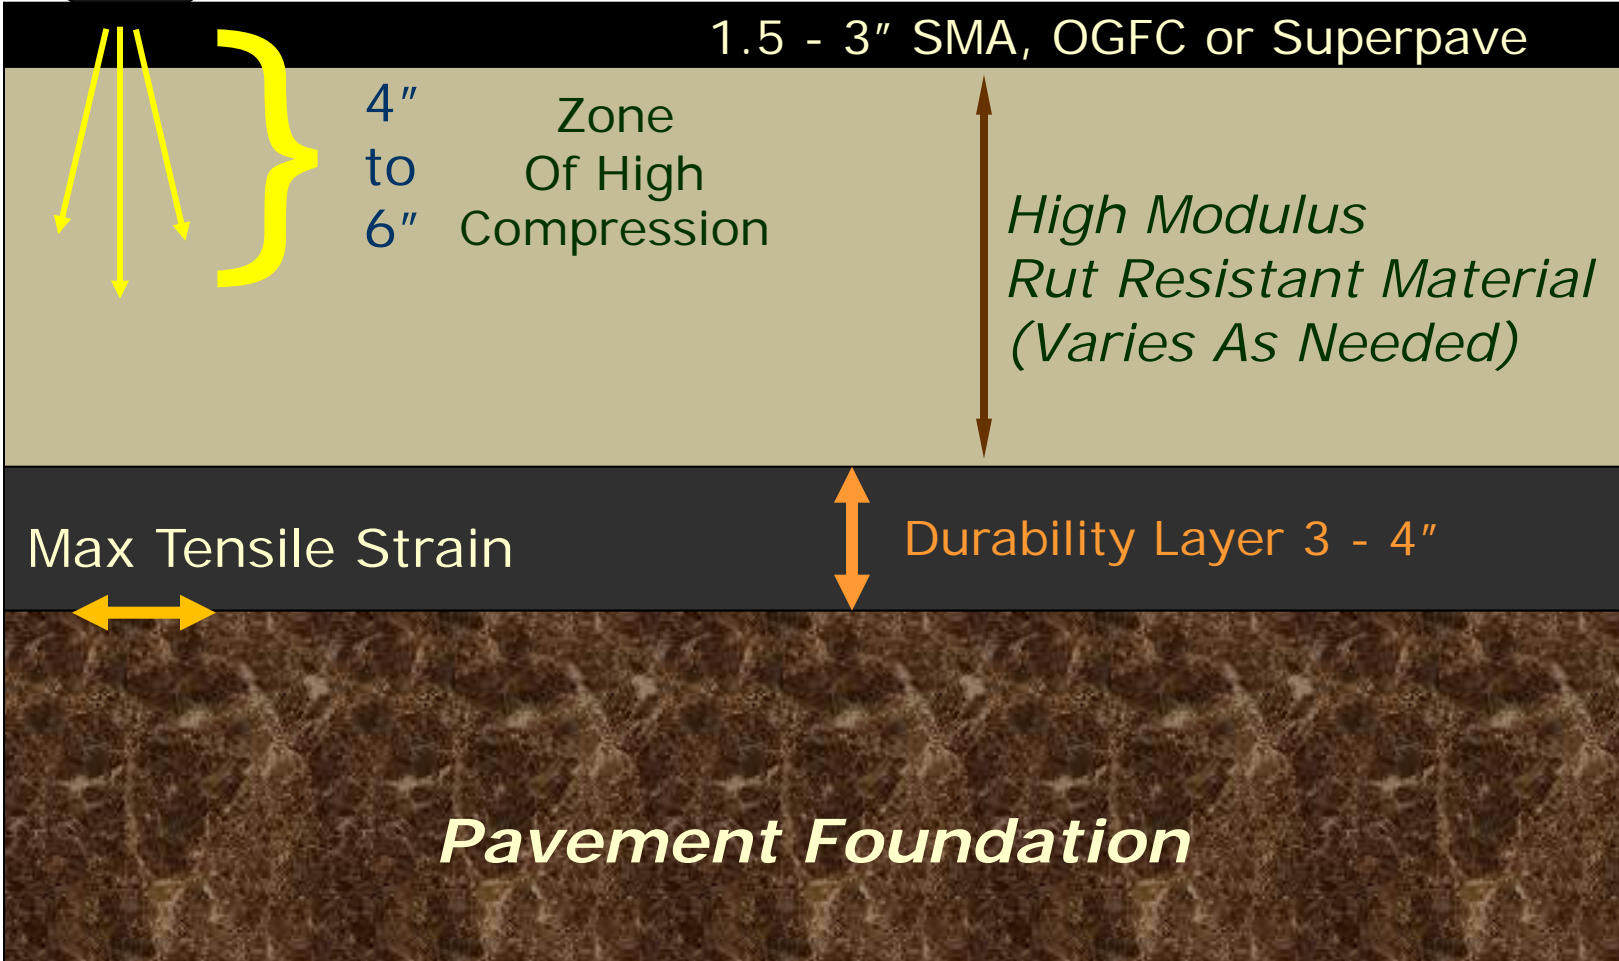 1.5 - 3" SMA, OGFC or Superpave
4"
to
6"
Zone
Of High
Compression
High Modulus
Rut Resistant Material
(Varies As Needed)
Max Tensile Strain
Durability Layer 3 - 4"
Pavement Foundation